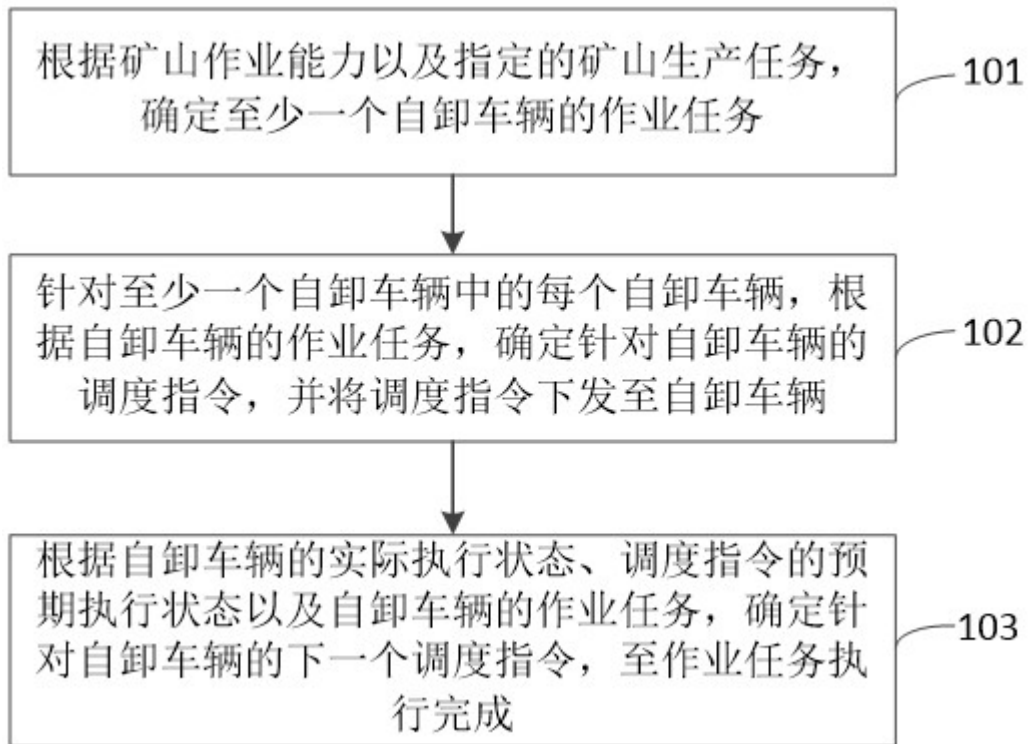 根据矿山作业能力以及指定的矿山生产任务，
确定至少一个自卸车辆的作业任务
101
针对至少一个自卸车辆中的每个自卸车辆，根
据自卸车辆的作业任务，确定针对自卸车辆的
调度指令，并将调度指令下发至自卸车辆
102
根据自卸车辆的实际执行状态、调度指令的预
期执行状态以及自卸车辆的作业任务，确定针
对自卸车辆的下一个调度指令，至作业任务执
行完成
103